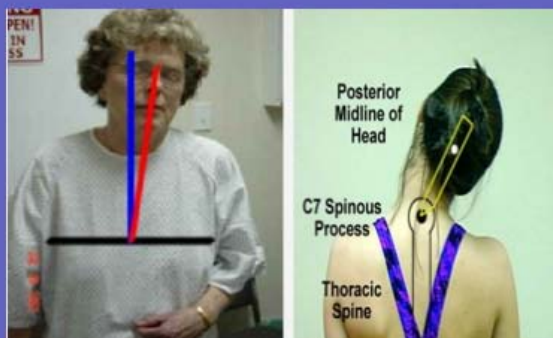 PEN!
IN
SS
Posterior
Midline of
Head
C7 Spinous
Process
Thoracic
Spine